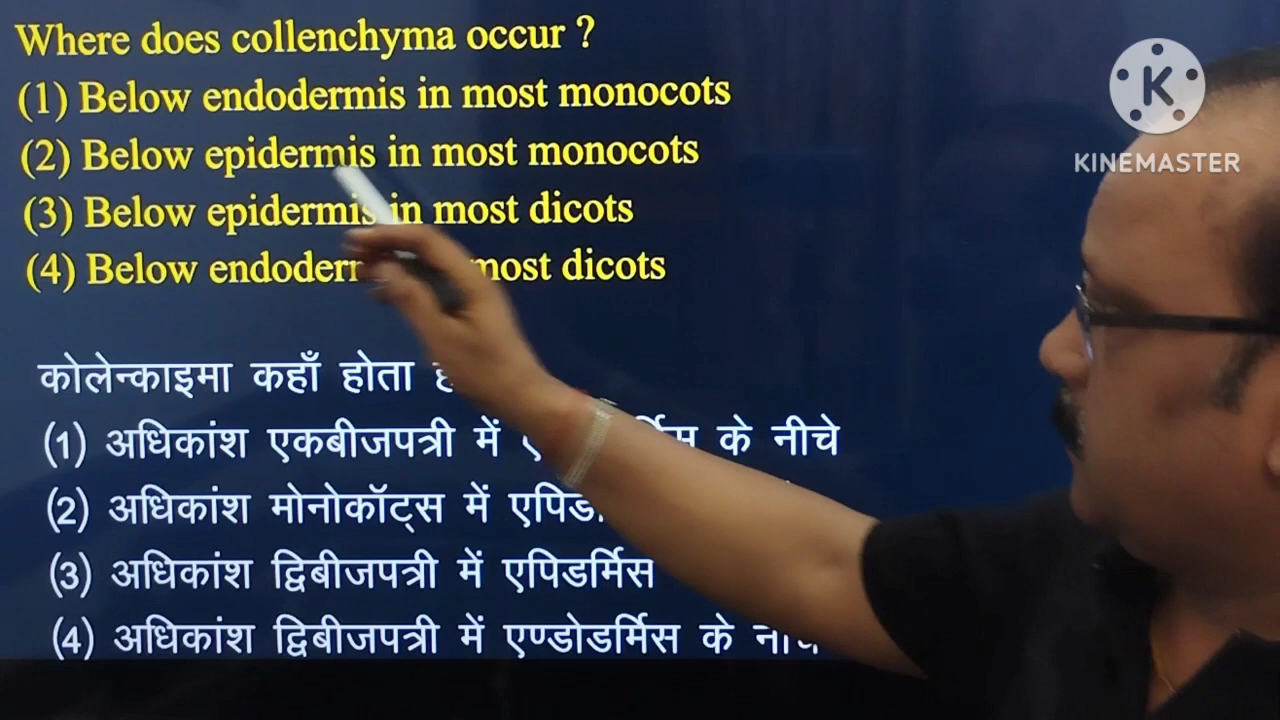 Where does collenchyma occur ?
(1) Below endodermis in most monocots
(2) Below epidermis in most monocots
(3) Below epidermis in most dicots
(4) Below most dicots
कोलेन्काइमा कहाँ होता
(1) अधिकांश एकबीजपत्री में के नीचे
(2) अधिकांश मोनोकॉट्स में
(3) अधिकांश द्विबीजपत्री में एपिडर्मिस
(4) अधिकांश द्विबीजपत्री में एण्डोडर्मिस के
K
KINEMASTER